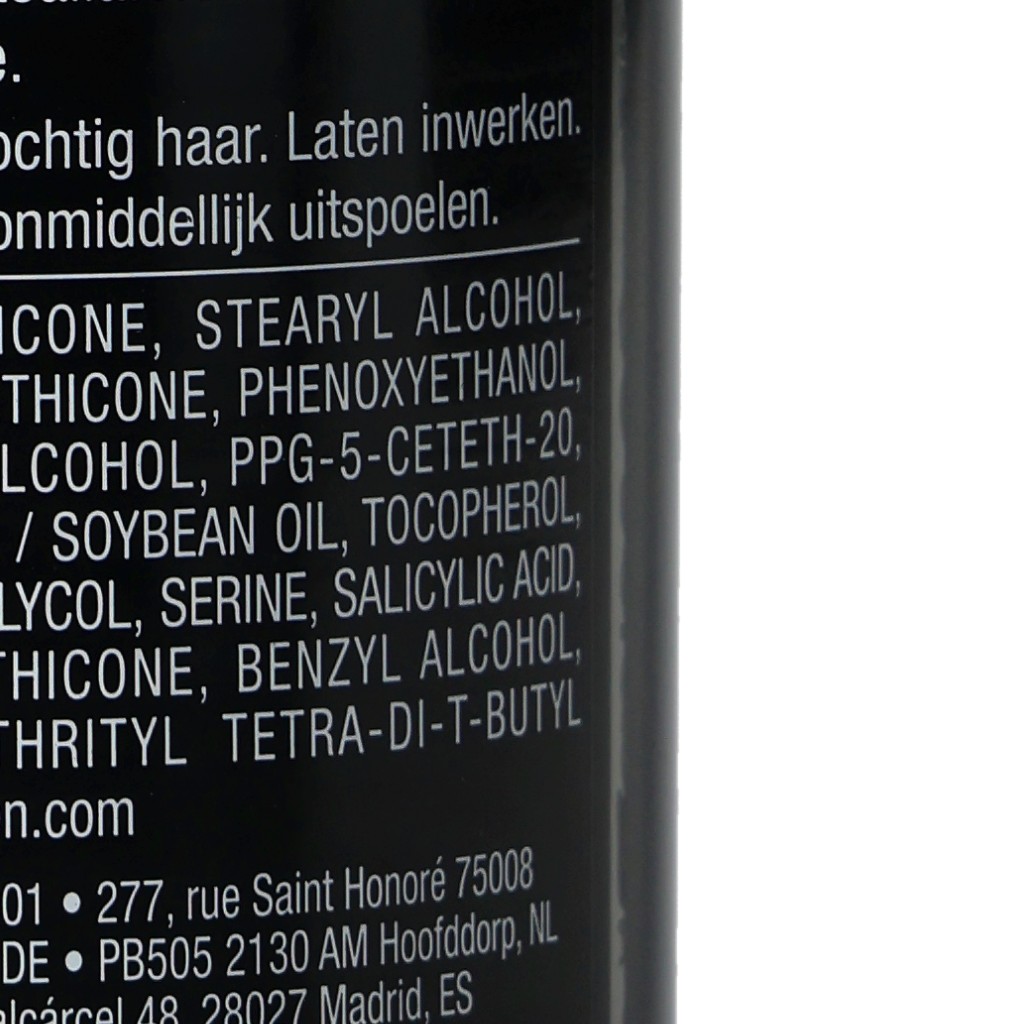 e.
ochtig haar. Laten inwerken.
onmiddellijk uitspoelen.
ICONE, STEARYL ALCOHOL,
THICONE, PHENOXYETHANOL,
LCOHOL, PPG-5-CETETH-20,
/ SOYBEAN OIL, TOCOPHEROL,
LYCOL, SERINE, SALICYLIC ACID,
THICONE, BENZYL ALCOHOL,
THRITYL TETRA-DI-T-BUTYL
n.com
01 • 277, rue Saint Honoré 75008
DE • PB505 2130 AM Hoofddorp, NL
elcárcel 48, 28027 Madrid, ES